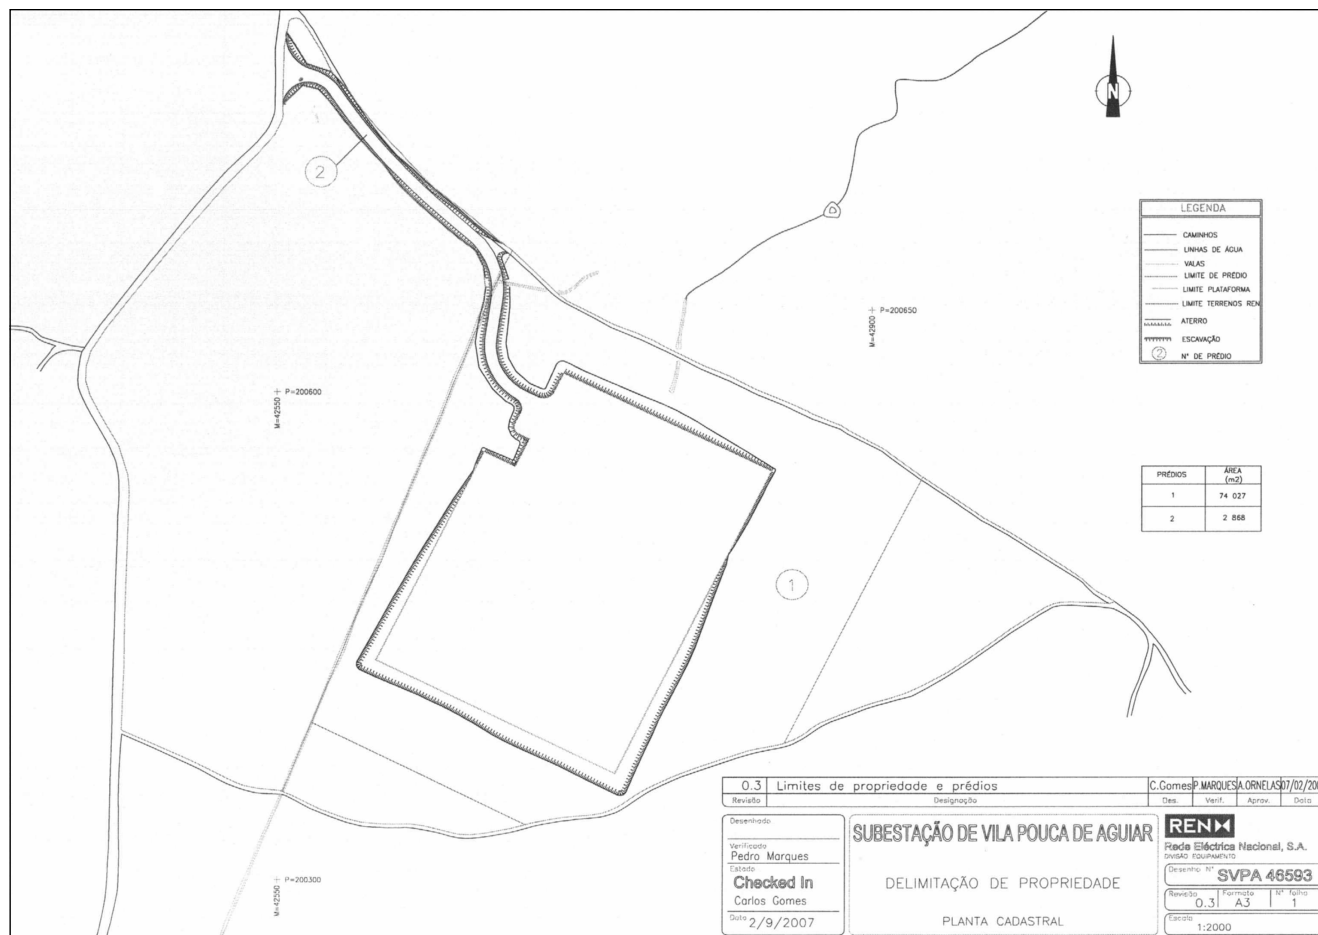 N
2
LEGENDA
CAMINHOS
LINHAS DE ÁGUA
VALAS
LIMITE DE PRÉDIO
LIMITE PLATAFORMA
LIMITE TERRENOS REN
ATERRO
ESCAVAÇÃO
2 Nº DE PRÉDIO
P=200650
M=42900
P=200600
M=42550
PRÉDIOS ÁREA (m2)
1 74 027
2 2 868
1
P=200300
M=42550
0.3 Limites de propriedade e prédios C.Gomes P.MARQUES A.ORNELAS 07/02/200
Revisão Designação Des. Verif. Aprov. Data
Desenhado
Verificado
Pedro Marques
Estado
Checked In
Carlos Gomes
Data 2/9/2007
SUBESTAÇÃO DE VILA POUCA DE AGUIAR
DELIMITAÇÃO DE PROPRIEDADE
PLANTA CADASTRAL
REN
Rede Eléctrica Nacional, S.A.
DIVISÃO EQUIPAMENTO
Desenho Nº SVPA 46593
Revisão 0.3 Formato A3 Nº folha 1
Escala 1:2000